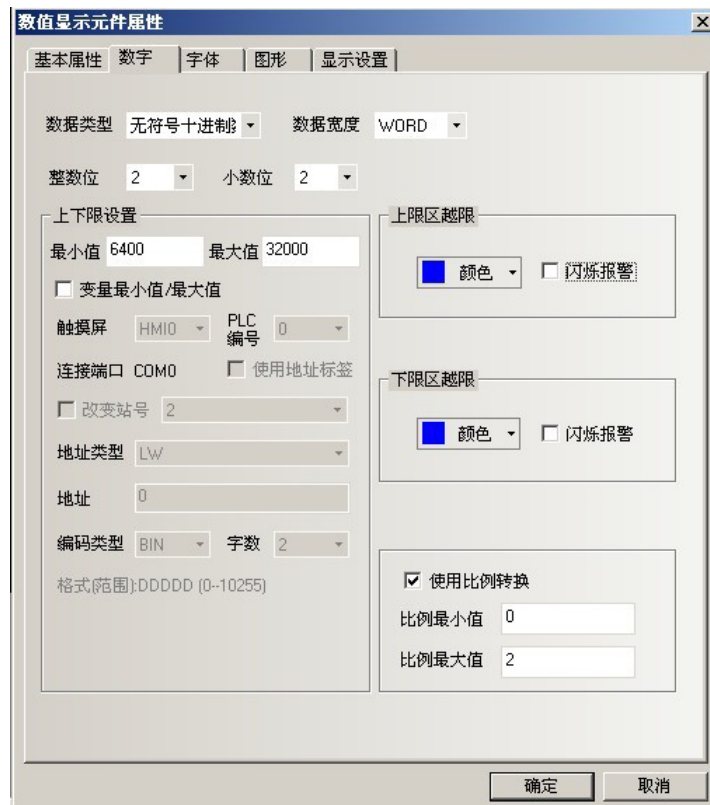 数值显示元件属性
基本属性 数字 字体 图形 显示设置
数据类型 无符号十进制 数据宽度 WORD
整数位 2 小数位 2
上下限设置
最小值 6400 最大值 32000
变量最小值/最大值
触摸屏 HMI0 PLC编号 0
连接端口 COM0 使用地址标签
改变站号 2
地址类型 LW
地址 0
编码类型 BIN 字数 2
格式(范围):DDDDD (0--10255)
上限区越限
颜色 闪烁报警
下限区越限
颜色 闪烁报警
使用比例转换
比例最小值 0
比例最大值 2
确定 取消